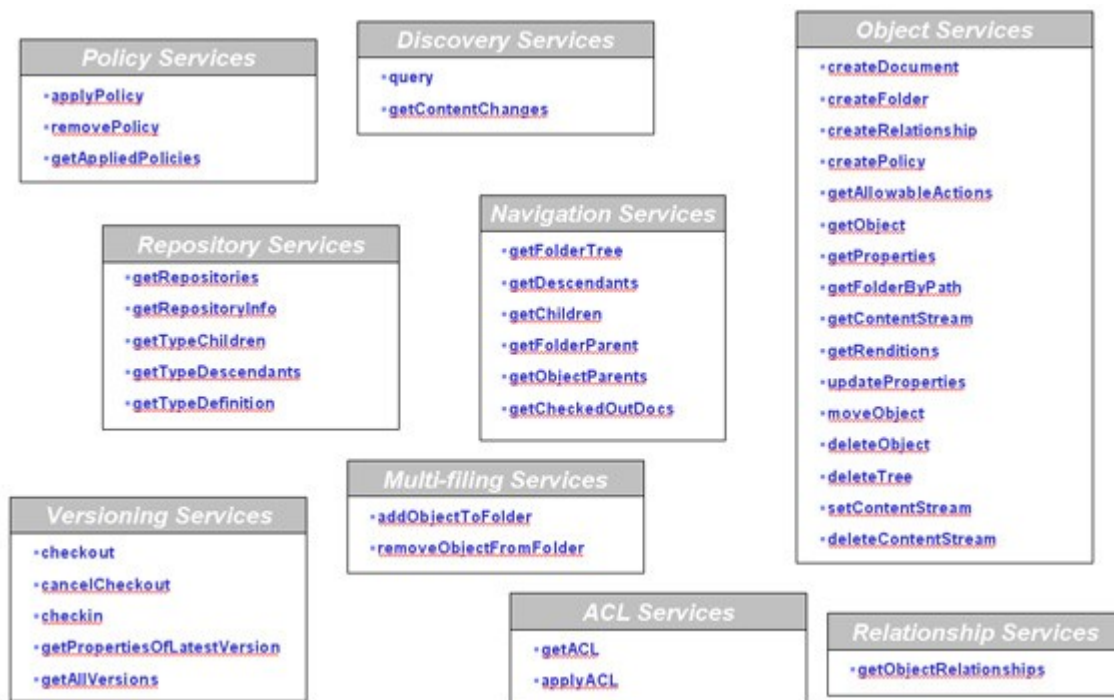 Policy Services
applyPolicy
removePolicy
getAppliedPolicies
Discovery Services
query
getContentChanges
Object Services
createDocument
createFolder
createRelationship
createPolicy
getAllowableActions
getObject
getProperties
getFolderByPath
getContentStream
getRenditions
updateProperties
moveObject
deleteObject
deleteTree
setContentStream
deleteContentStream
Repository Services
getRepositories
getRepositoryInfo
getTypeChildren
getTypeDescendants
getTypeDefinition
Navigation Services
getFolderTree
getDescendants
getChildren
getFolderParent
getObjectParents
getCheckedOutDocs
Multi-filing Services
addObjectToFolder
removeObjectFromFolder
Versioning Services
checkout
cancelCheckout
checkin
getPropertiesOfLatestVersion
getAllVersions
ACL Services
getACL
applyACL
Relationship Services
getObjectRelationships